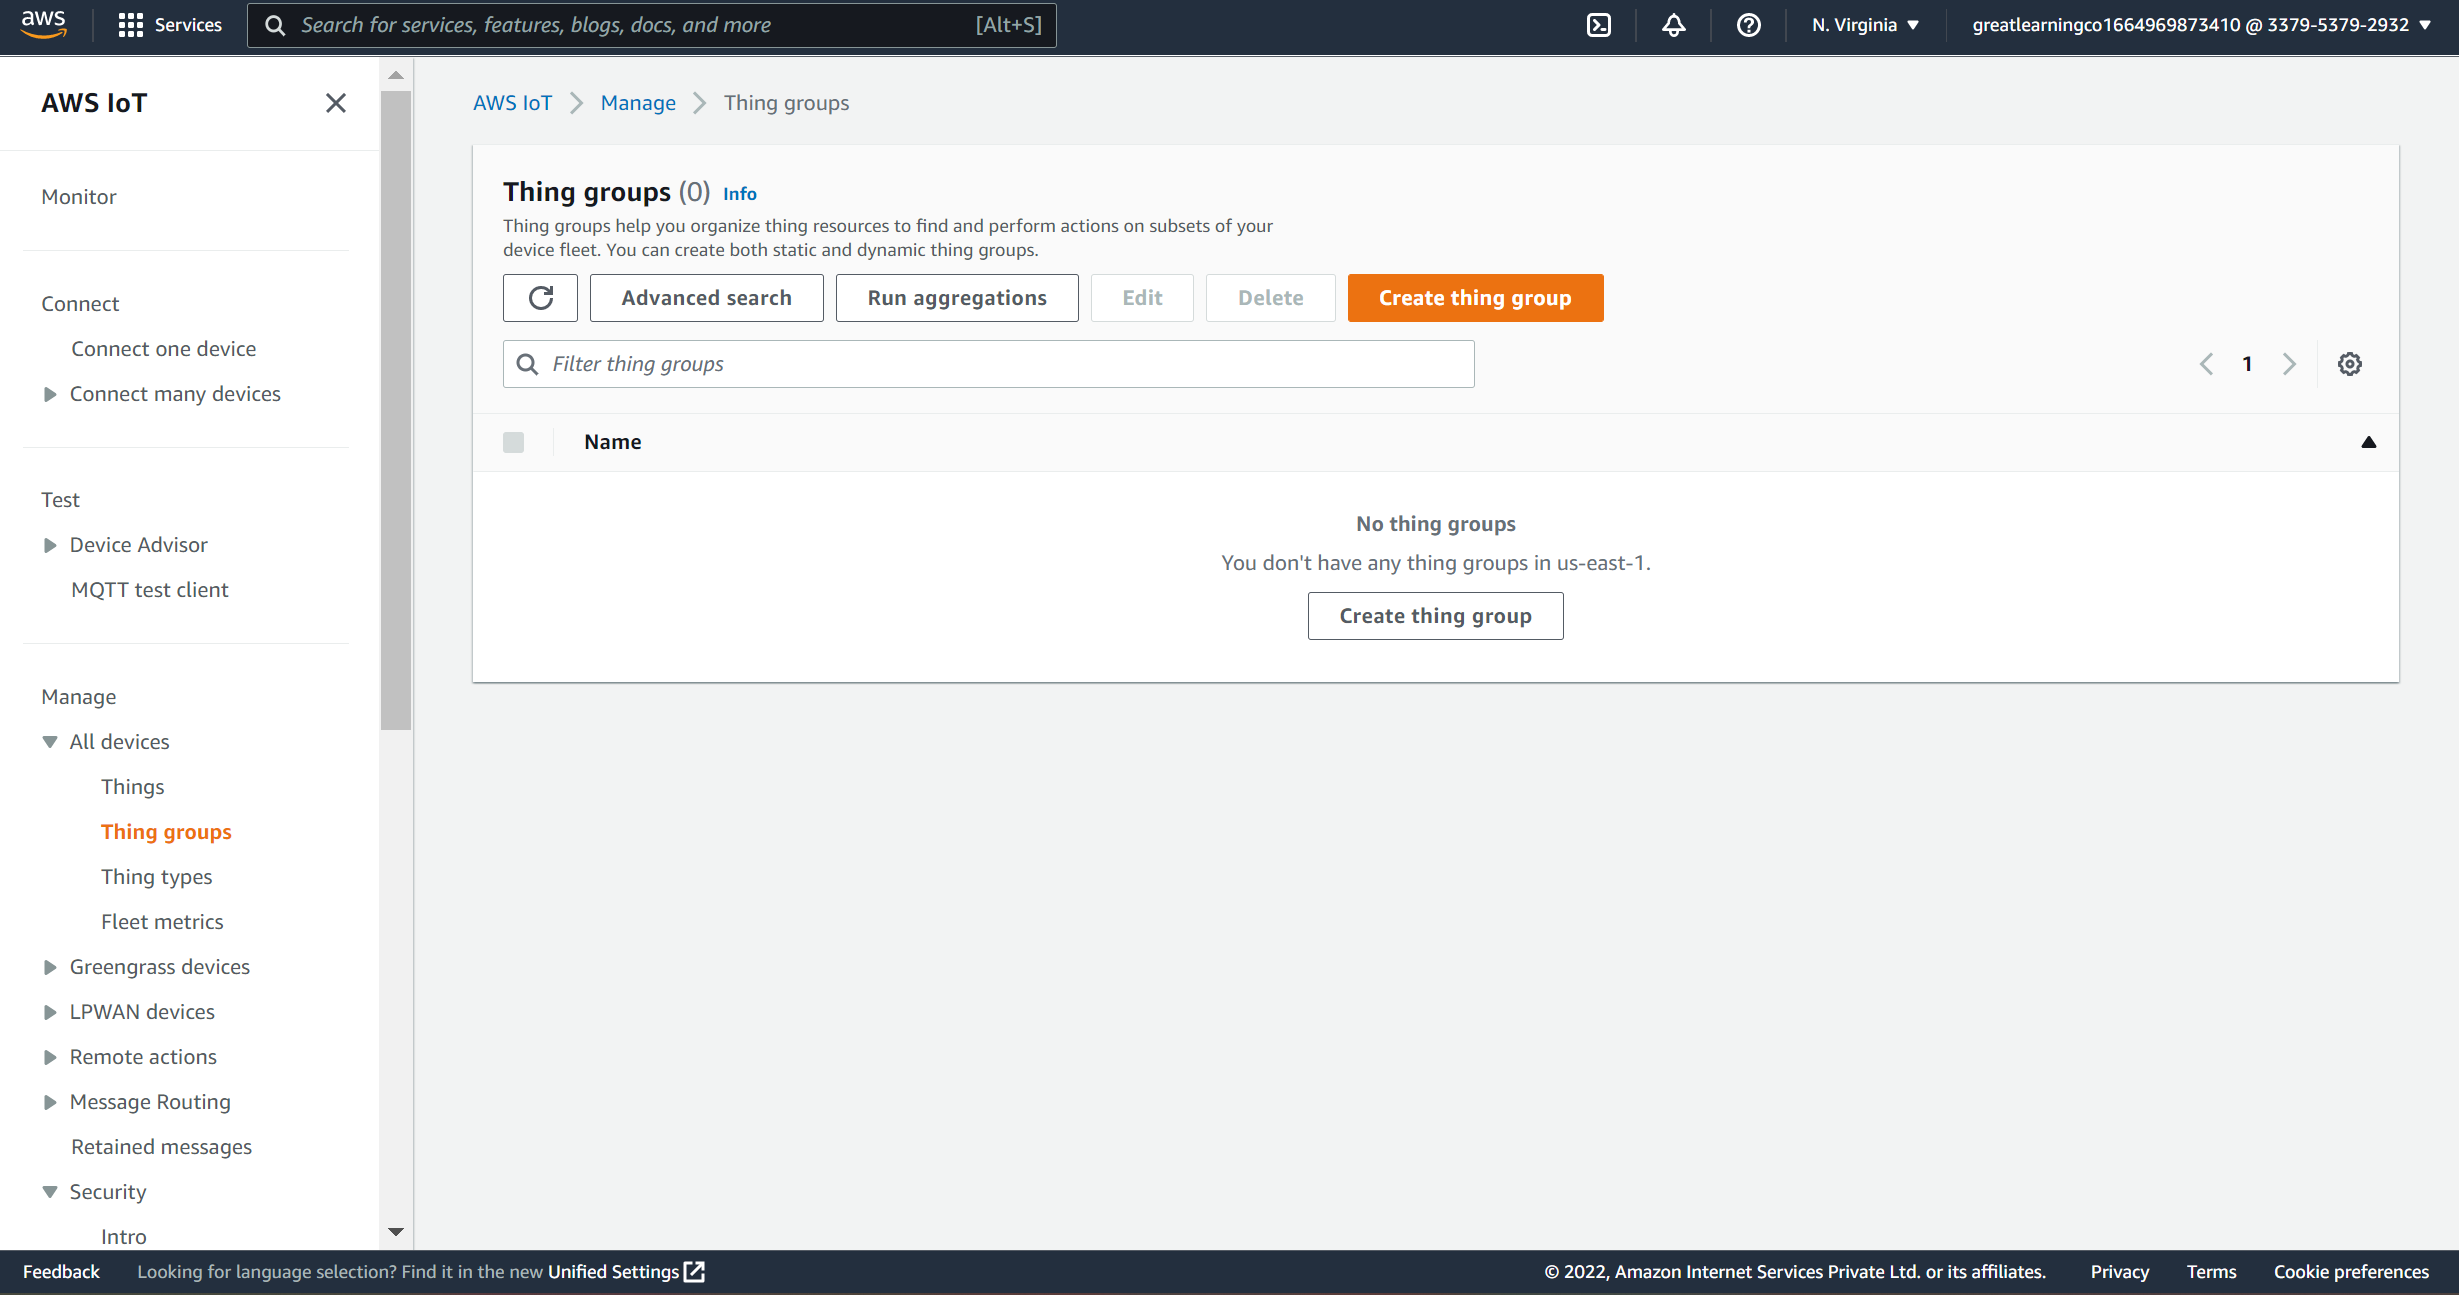 aws
Services
Search for services, features, blogs, docs, and more
[Alt+S]
N. Virginia
greatlearningco1664969873410 @ 3379-5379-2932
AWS IoT
Monitor
Connect
Connect one device
Connect many devices
Test
Device Advisor
MQTT test client
Manage
All devices
Things
Thing groups
Thing types
Fleet metrics
Greengrass devices
LPWAN devices
Remote actions
Message Routing
Retained messages
Security
Intro
AWS IoT
Manage
Thing groups
Thing groups (0) Info
Thing groups help you organize thing resources to find and perform actions on subsets of your
device fleet. You can create both static and dynamic thing groups.
Advanced search
Run aggregations
Edit
Delete
Create thing group
Filter thing groups
1
Name
No thing groups
You don't have any thing groups in us-east-1.
Create thing group
Feedback
Looking for language selection? Find it in the new Unified Settings
© 2022, Amazon Internet Services Private Ltd. or its affiliates.
Privacy
Terms
Cookie preferences